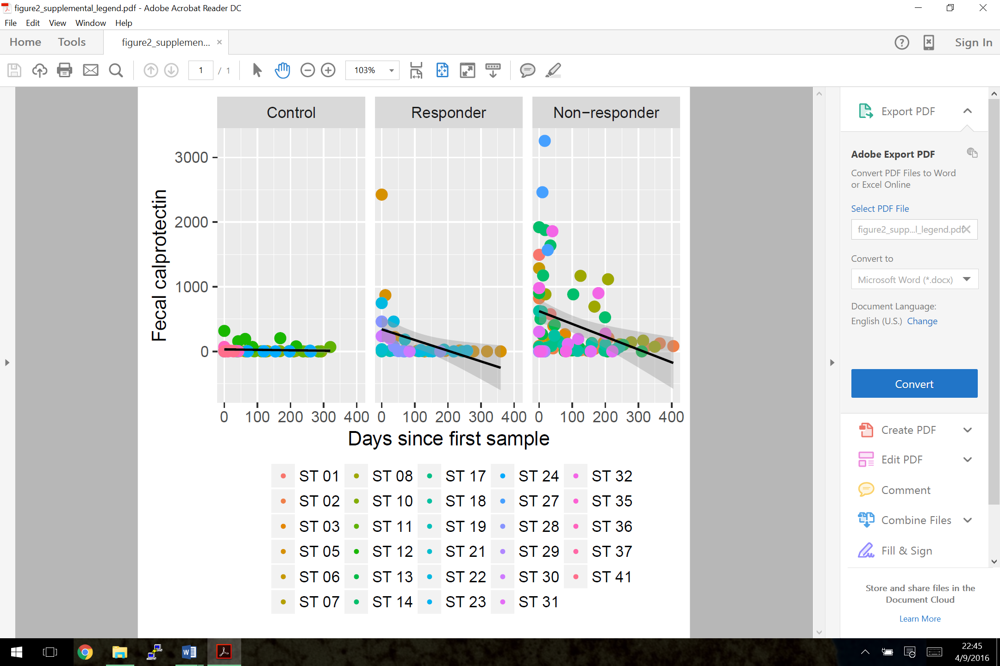 figure2_supplemental_legend.pdf - Adobe Acrobat Reader DC
File Edit View Window Help
Home Tools figure2_supplemen... × Sign In
1 / 1 103%
Control Responder Non−responder
Fecal calprotectin
3000
2000
1000
0
0 100 200 300 400 0 100 200 300 400 0 100 200 300 400
Days since first sample
ST 01 ST 08 ST 17 ST 24 ST 32
ST 02 ST 10 ST 18 ST 27 ST 35
ST 03 ST 11 ST 19 ST 28 ST 36
ST 05 ST 12 ST 21 ST 29 ST 37
ST 06 ST 13 ST 22 ST 30 ST 41
ST 07 ST 14 ST 23 ST 31
Export PDF
Adobe Export PDF
Convert PDF Files to Word
or Excel Online
Select PDF File
figure2_supp...l_legend.pdf
Convert to
Microsoft Word (*.docx)
Document Language:
English (U.S.) Change
Convert
Create PDF
Edit PDF
Comment
Combine Files
Fill & Sign
Store and share files in the
Document Cloud
Learn More
22:45
4/9/2016